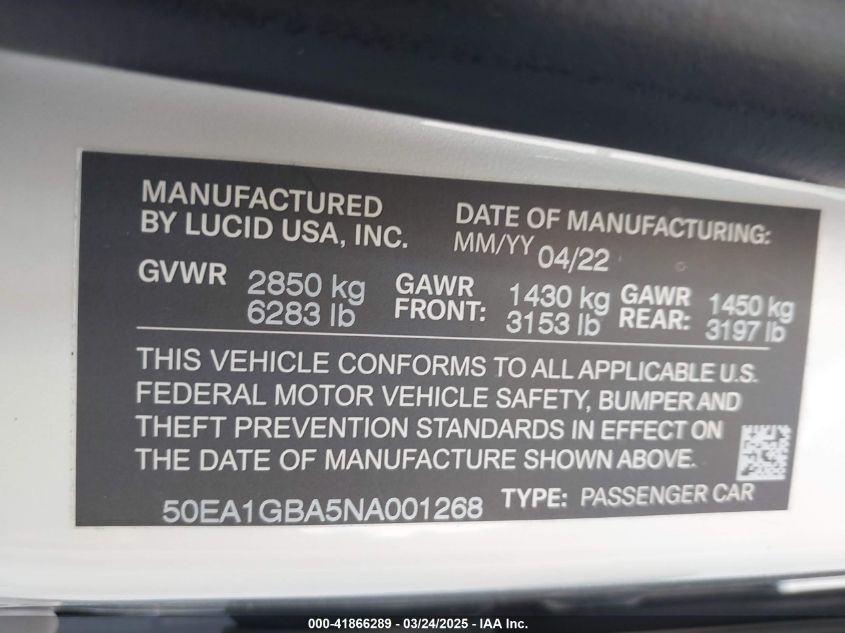 MANUFACTURED
BY LUCID USA, INC.
DATE OF MANUFACTURING:
MM/YY 04/22
GVWR 2850 kg
6283 lb
GAWR
FRONT: 1430 kg
3153 lb
GAWR
REAR: 1450 kg
3197 lb
THIS VEHICLE CONFORMS TO ALL APPLICABLE U.S.
FEDERAL MOTOR VEHICLE SAFETY, BUMPER AND
THEFT PREVENTION STANDARDS IN EFFECT ON
THE DATE OF MANUFACTURE SHOWN ABOVE.
50EA1GBA5NA001268 TYPE: PASSENGER CAR
000-41866289 - 03/24/2025 - IAA Inc.